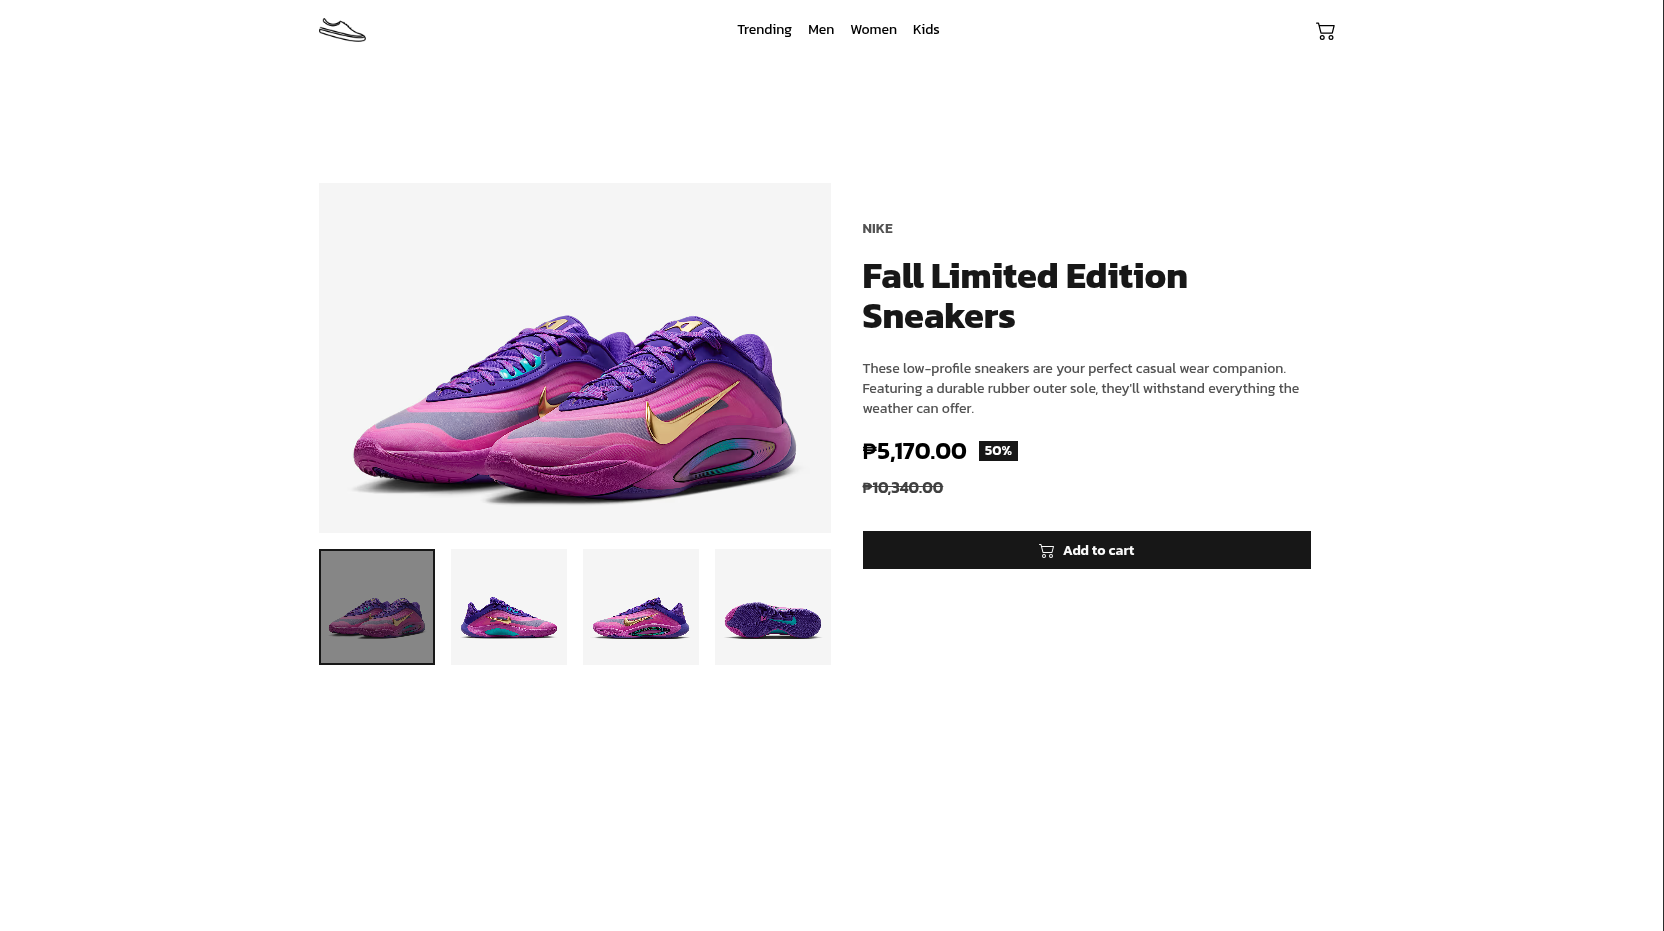 Trending Men Women Kids
NIKE
Fall Limited Edition
Sneakers
These low-profile sneakers are your perfect casual wear companion.
Featuring a durable rubber outer sole, they'll withstand everything the
weather can offer.
₱5,170.00 50%
₱10,340.00
Add to cart